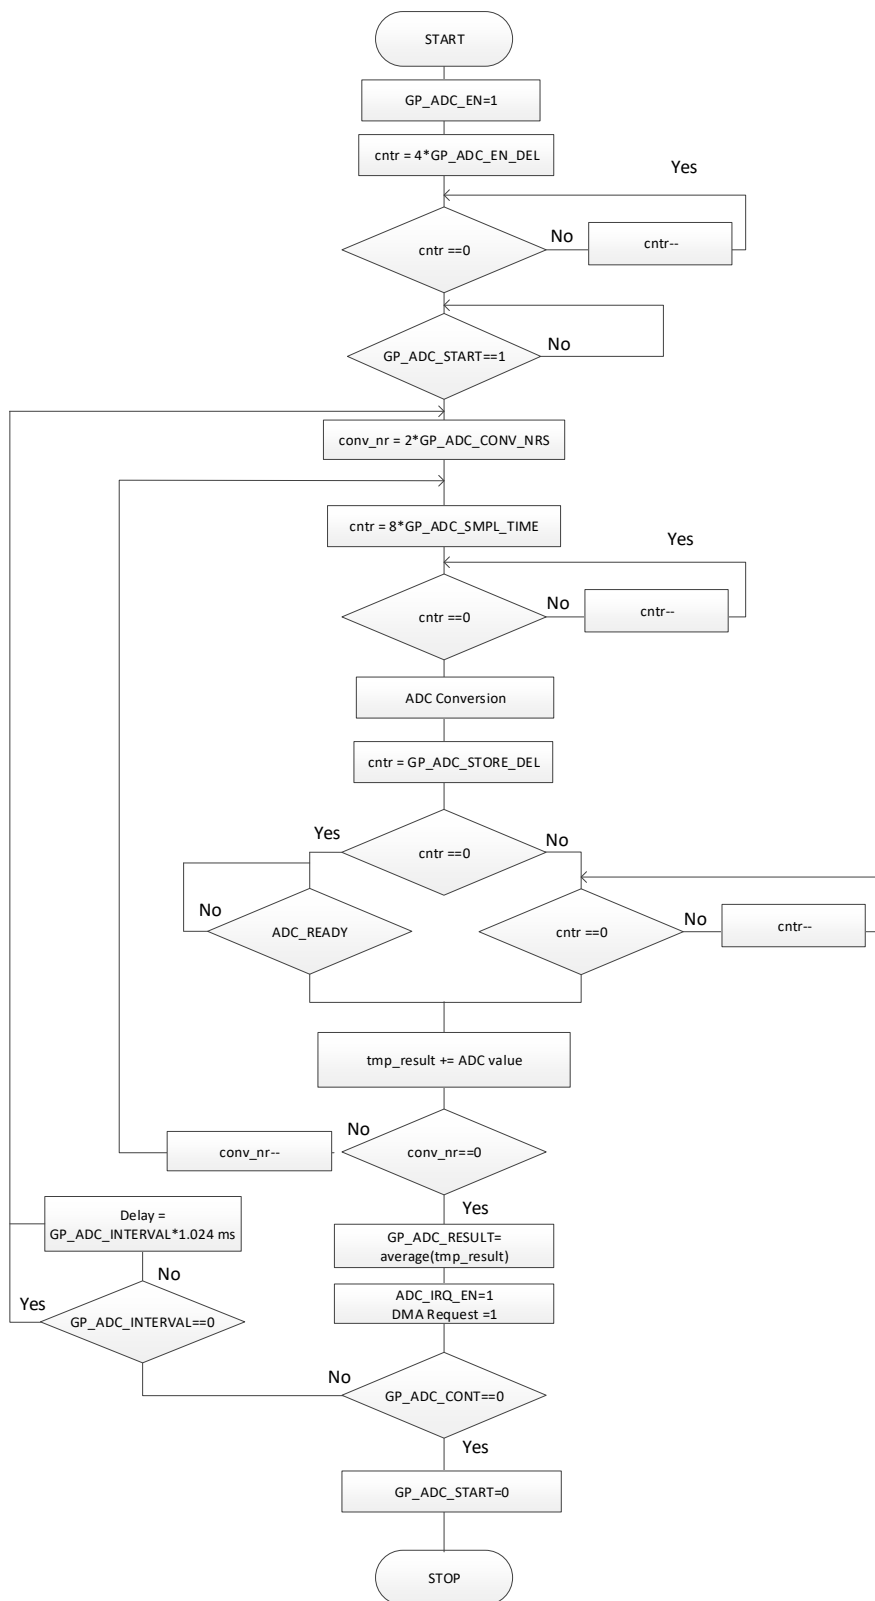 START
GP_ADC_EN=1
cntr = 4*GP_ADC_EN_DEL
Yes
cntr ==0
No
cntr--
GP_ADC_START==1
No
conv_nr = 2*GP_ADC_CONV_NRS
cntr = 8*GP_ADC_SMPL_TIME
Yes
cntr ==0
No
cntr--
ADC Conversion
cntr = GP_ADC_STORE_DEL
Yes
cntr ==0
No
No
ADC_READY
cntr ==0
No
cntr--
tmp_result += ADC value
conv_nr--
No
conv_nr==0
Yes
Delay =
GP_ADC_INTERVAL*1.024 ms
GP_ADC_RESULT=
average(tmp_result)
No
Yes
GP_ADC_INTERVAL==0
ADC_IRQ_EN=1
DMA Request =1
No
GP_ADC_CONT==0
Yes
GP_ADC_START=0
STOP